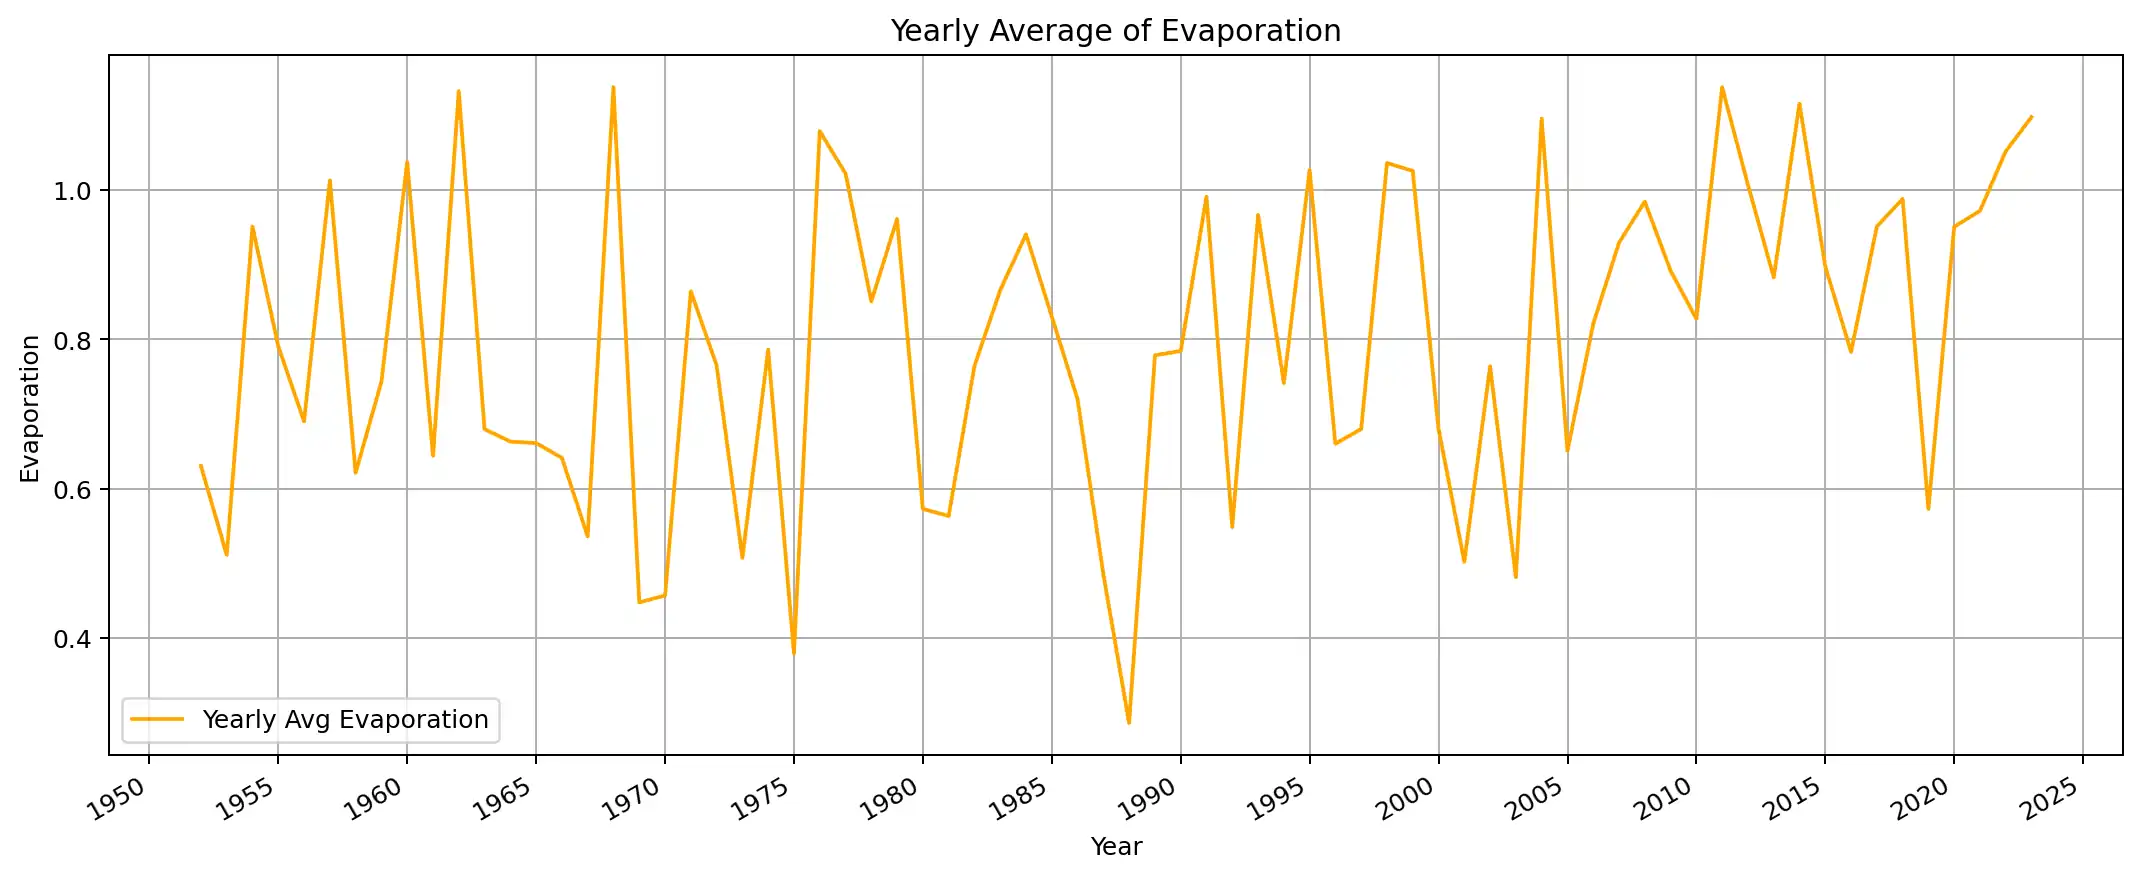 Yearly Average of Evaporation
Evaporation
1.0
0.8
0.6
0.4
Yearly Avg Evaporation
1950 1955 1960 1965 1970 1975 1980 1985 1990 1995 2000 2005 2010 2015 2020 2025
Year